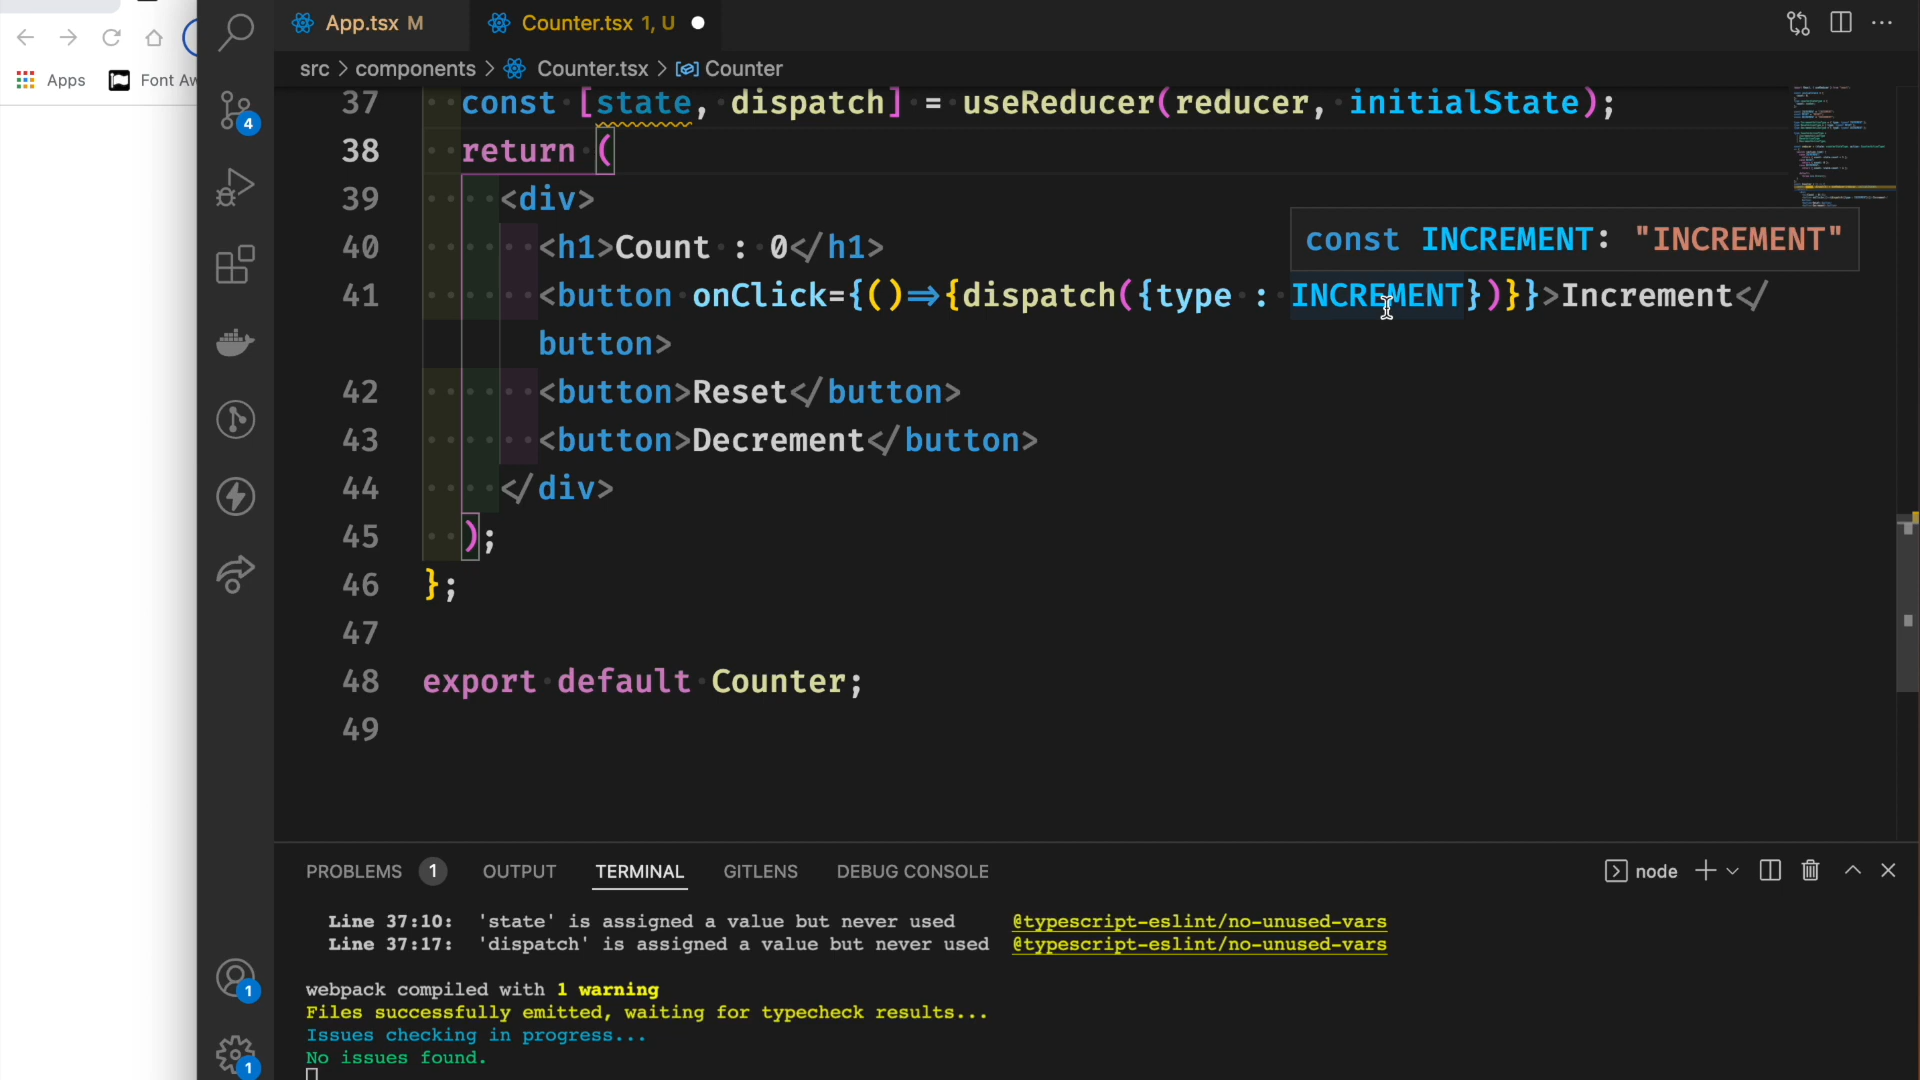 App.tsx M
Counter.tsx 1, U
Apps
Font Aw
src > components > Counter.tsx > Counter
4
37 const [state, dispatch] = useReducer(reducer, initialState);
38 return (
39 <div>
const INCREMENT: "INCREMENT"
40 <h1>Count : 0</h1>
41 <button onClick={()=>{dispatch({type : INCREMENT})}}>Increment</
button>
42 <button>Reset</button>
43 <button>Decrement</button>
44 </div>
45 );
46 };
47
48 export default Counter;
49
PROBLEMS 1 OUTPUT TERMINAL GITLENS DEBUG CONSOLE
node
Line 37:10: 'state' is assigned a value but never used @typescript-eslint/no-unused-vars
Line 37:17: 'dispatch' is assigned a value but never used @typescript-eslint/no-unused-vars
webpack compiled with 1 warning
Files successfully emitted, waiting for typecheck results...
Issues checking in progress...
No issues found.
1
1